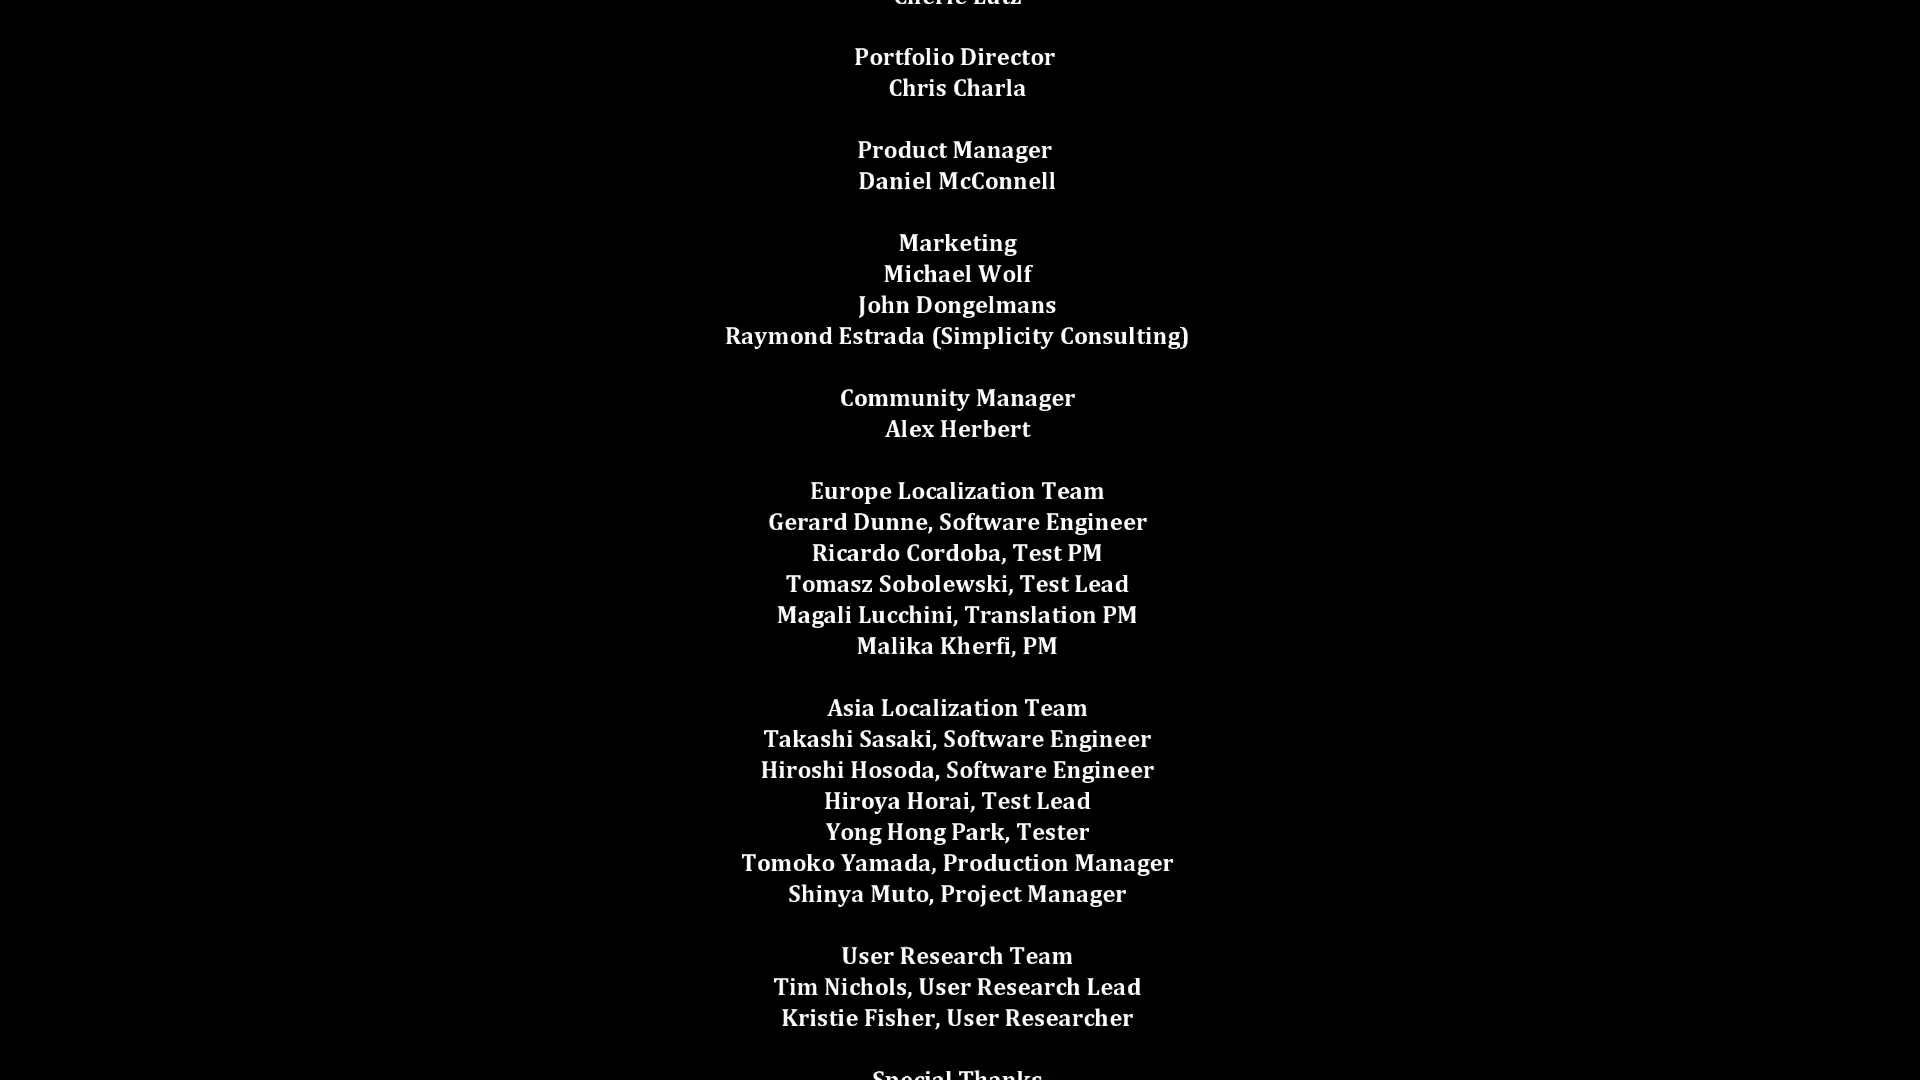 Cherie Lutz
Portfolio Director
Chris Charla
Product Manager
Daniel McConnell
Marketing
Michael Wolf
John Dongelmans
Raymond Estrada (Simplicity Consulting)
Community Manager
Alex Herbert
Europe Localization Team
Gerard Dunne, Software Engineer
Ricardo Cordoba, Test PM
Tomasz Sobolewski, Test Lead
Magali Lucchini, Translation PM
Malika Kherfi, PM
Asia Localization Team
Takashi Sasaki, Software Engineer
Hiroshi Hosoda, Software Engineer
Hiroya Horai, Test Lead
Yong Hong Park, Tester
Tomoko Yamada, Production Manager
Shinya Muto, Project Manager
User Research Team
Tim Nichols, User Research Lead
Kristie Fisher, User Researcher
Special Thanks